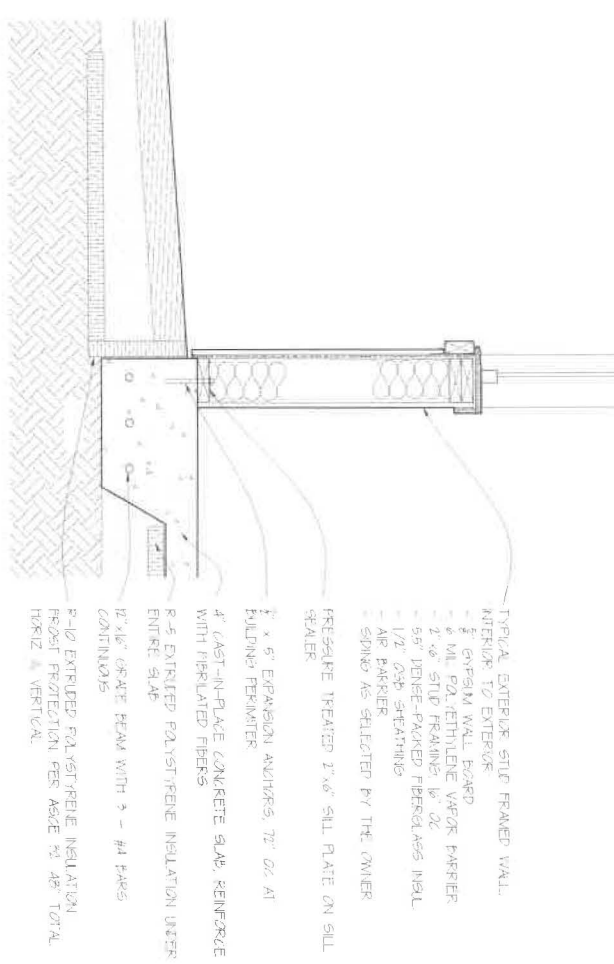 TYPICAL EXTERIOR STUD FRAMED WALL.
INTERIOR TO EXTERIOR
- GYPSUM WALL BOARD
- 6 MIL POLYETHYLENE VAPOR BARRIER
- 2"x6" STUD FRAMING, 16" OC
- 5.5" DENSE-PACKED FIBERGLASS INSUL
- 1/2" OSB SHEATHING
- AIR BARRIER
- SIDING AS SELECTED BY THE OWNER
PRESSURE TREATED 2"x6" SILL PLATE ON SILL
SEALER
x 5" EXPANSION ANCHORS, 72" OC AT
BUILDING PERIMITER
4" CAST-IN-PLACE CONCRETE SLAB, REINFORCE
WITH FIBRILATED FIBERS
R-5 EXTRUDED POLYSTYRENE INSULATION UNDER
ENTIRE SLAB
12"x16" GRADE BEAM WITH 3 - #4 BARS
CONTINUOUS
R-10 EXTRUDED POLYSTYRENE INSULATION
FROST PROTECTION PER ASCE 32, 48" TOTAL
HORIZ & VERTICAL